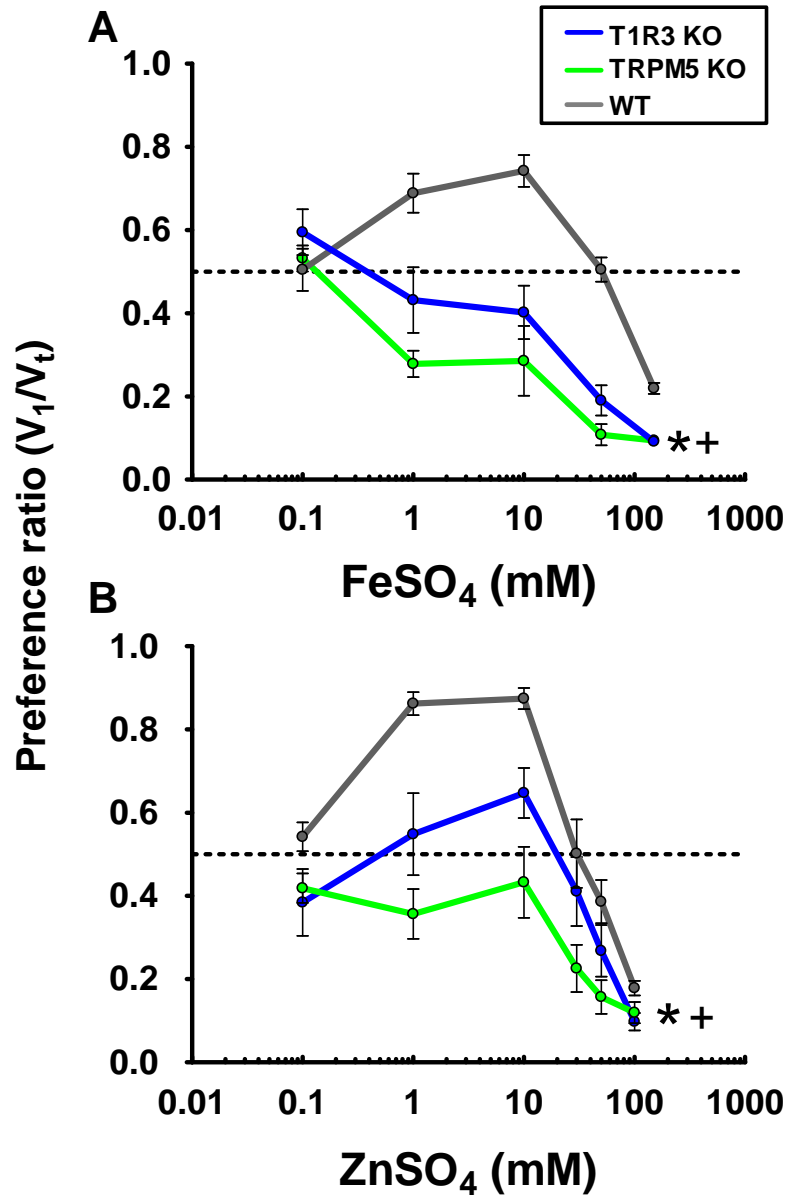 A
T1R3 KO
TRPM5 KO
WT
1.0
0.8
0.6
0.4
0.2
0.0
*+
0.01 0.1 1 10 100 1000
FeSO₄ (mM)
Preference ratio (V₁/Vₜ)
B
1.0
0.8
0.6
0.4
0.2
0.0
*+
0.01 0.1 1 10 100 1000
ZnSO₄ (mM)